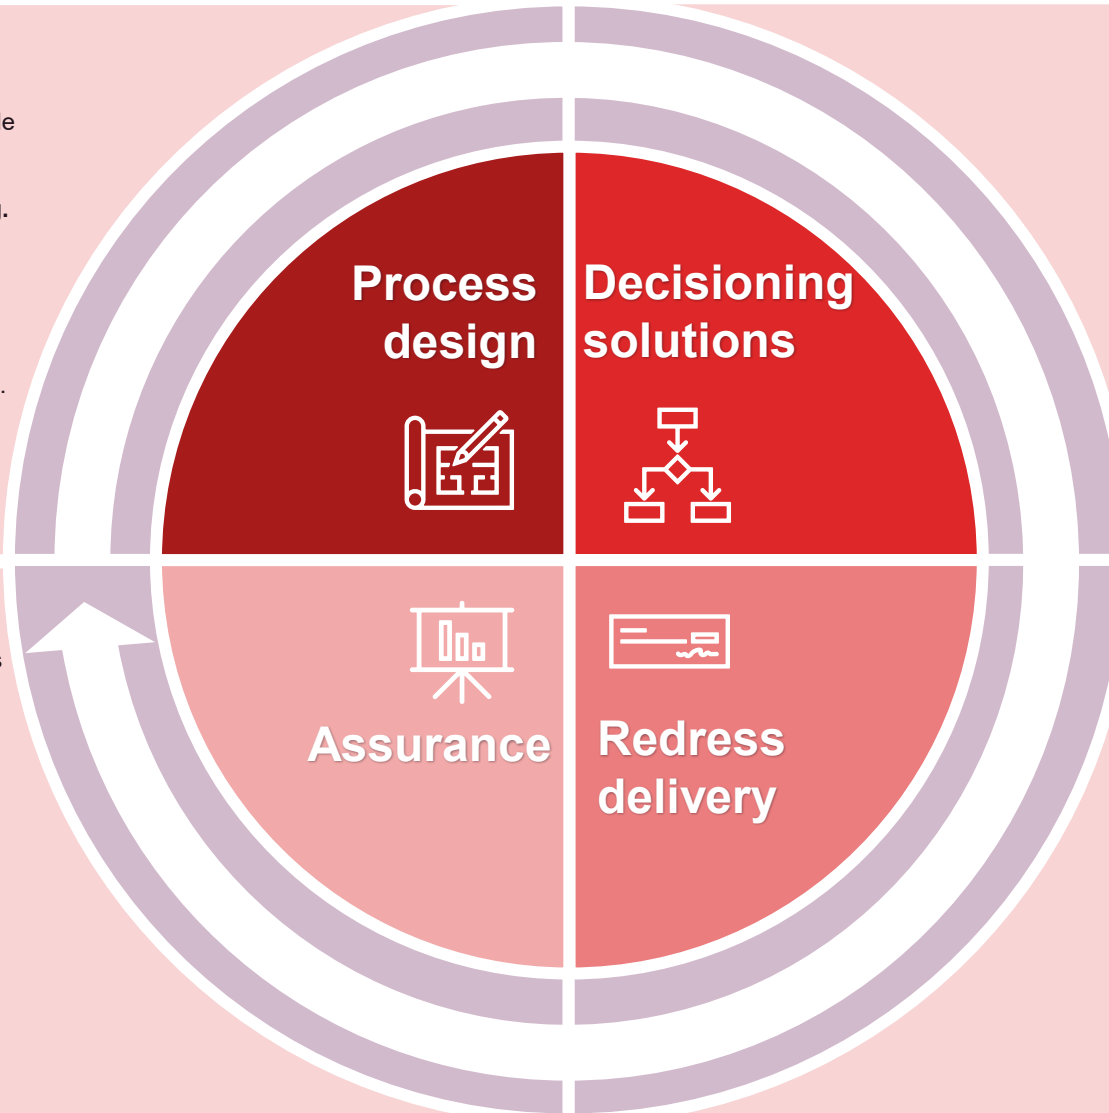 Process
design
Decisioning
solutions
Assurance
Redress
delivery